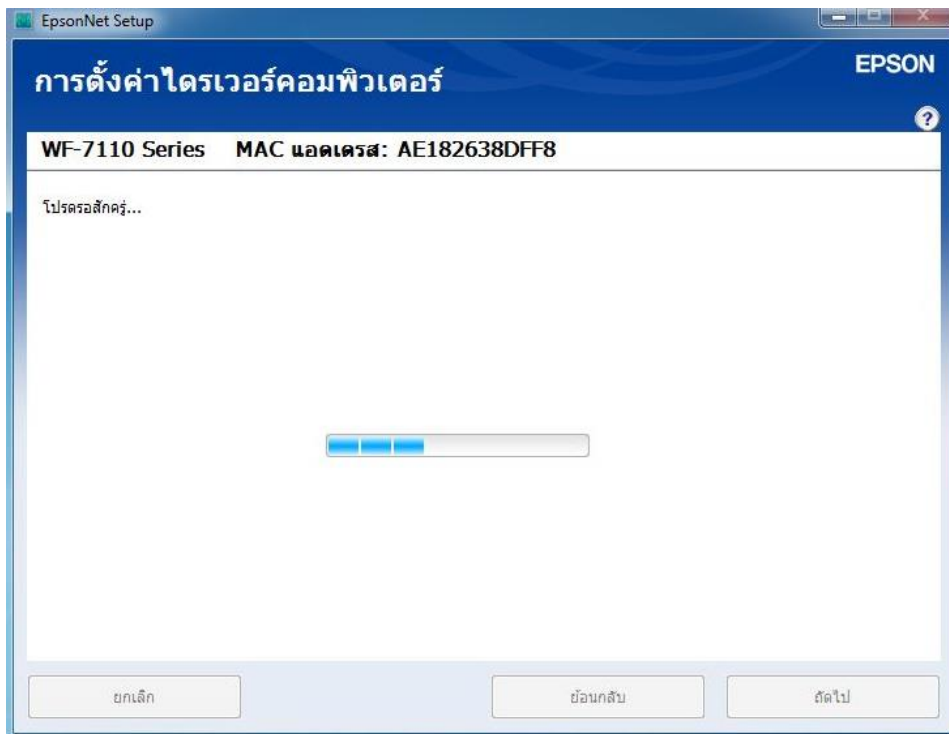 EpsonNet Setup
EPSON
การตั้งค่าไดรเวอร์คอมพิวเตอร์
?
WF-7110 Series MAC แอดเดรส: AE182638DFF8
โปรดรอสักครู่...
ยกเลิก ย้อนกลับ ถัดไป